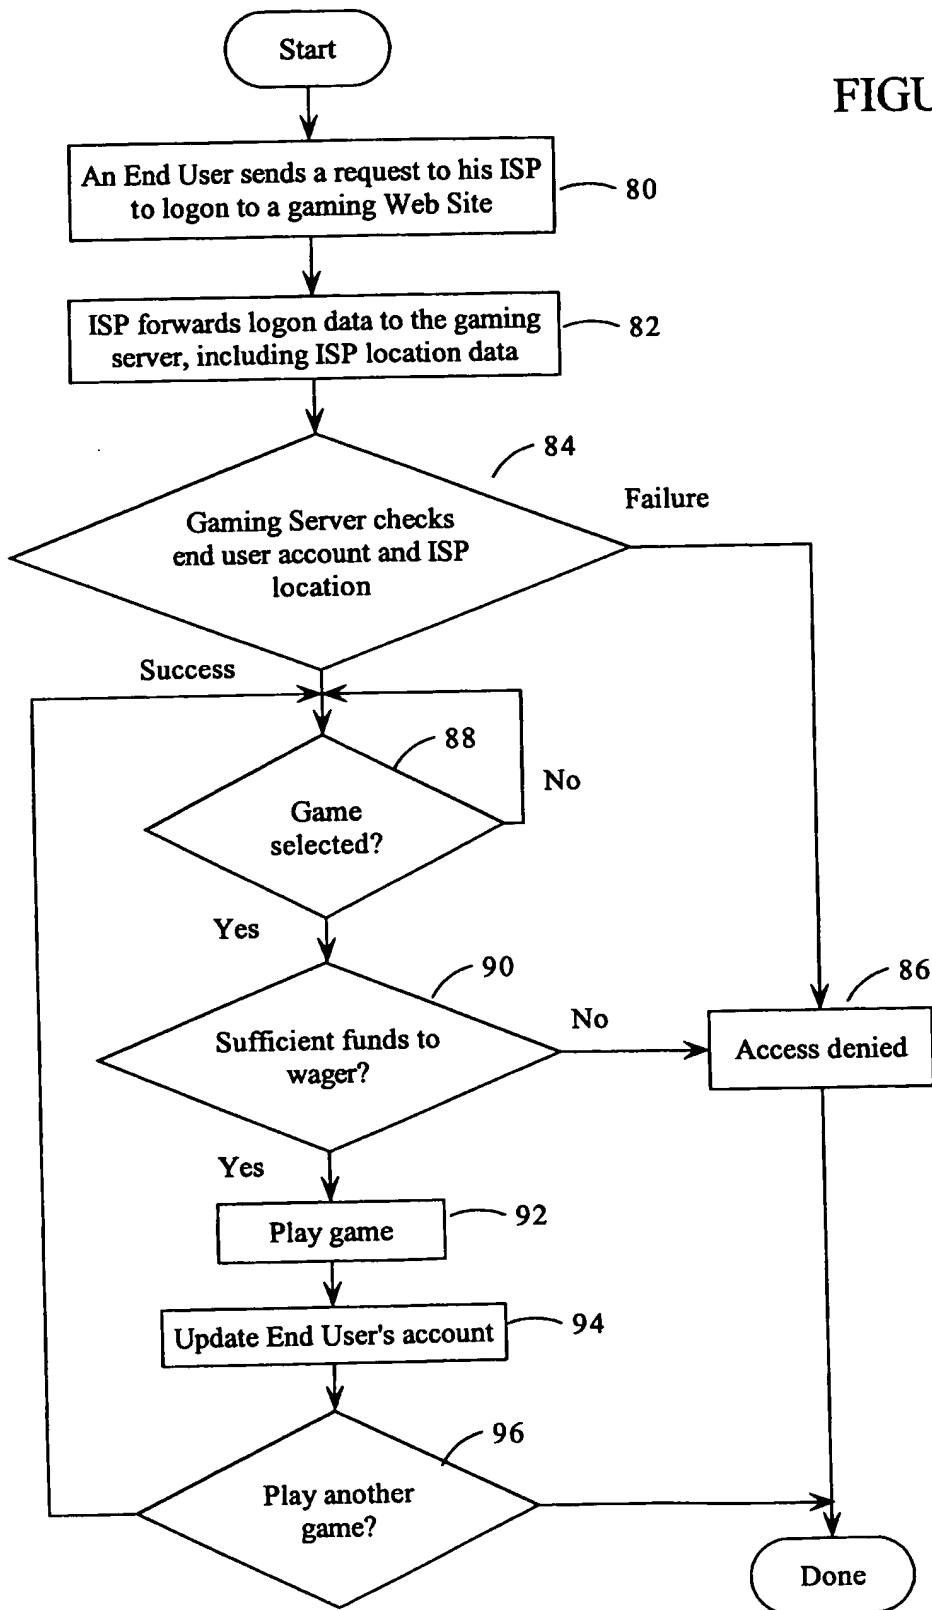 Start
FIGU
An End User sends a request to his ISP
to logon to a gaming Web Site
80
ISP forwards logon data to the gaming
server, including ISP location data
82
84
Failure
Gaming Server checks
end user account and ISP
location
Success
88
No
Game
selected?
Yes
90
86
Sufficient funds to
wager?
No
Access denied
Yes
Play game
92
Update End User's account
94
96
Play another
game?
Done